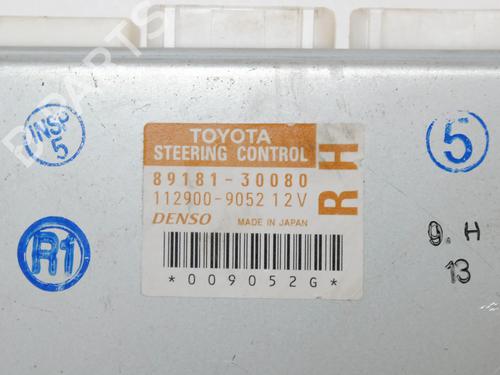 B-PARTS
INSP
5
TOYOTA
STEERING CONTROL
89181-30080
112900-9052 12V
DENSO MADE IN JAPAN
*009052G*
RH
5
R1
9.H
13